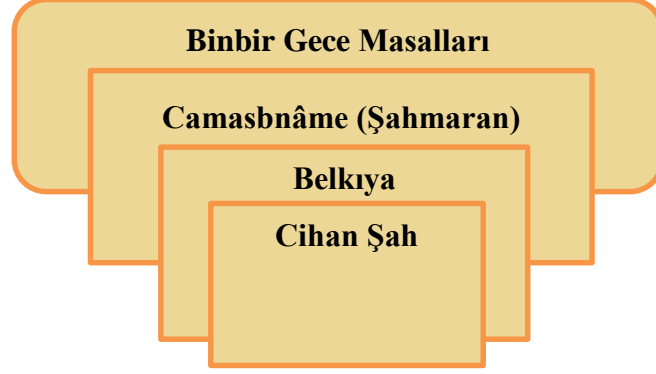 Binbir Gece Masalları
Camasbnâme (Şahmaran)
Belkıya
Cihan Şah